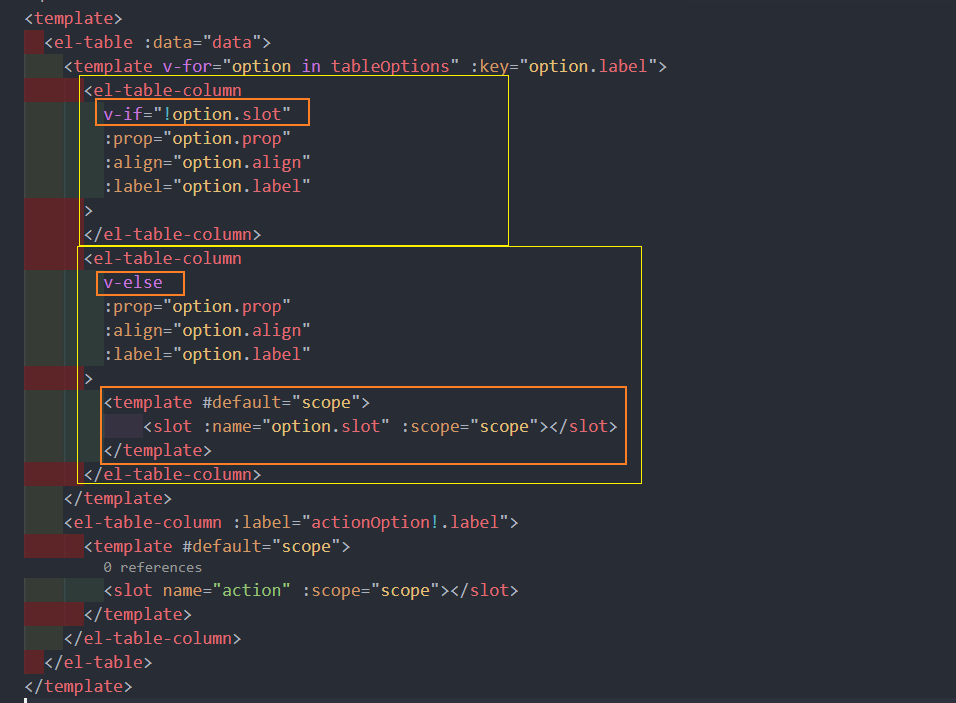 <template>
<el-table :data="data">
<template v-for="option in tableOptions" :key="option.label">
<el-table-column
v-if="!option.slot"
:prop="option.prop"
:align="option.align"
:label="option.label"
>
</el-table-column>
<el-table-column
v-else
:prop="option.prop"
:align="option.align"
:label="option.label"
>
<template #default="scope">
<slot :name="option.slot" :scope="scope"></slot>
</template>
</el-table-column>
</template>
<el-table-column :label="actionOption!.label">
<template #default="scope">
0 references
<slot name="action" :scope="scope"></slot>
</template>
</el-table-column>
</el-table>
</template>